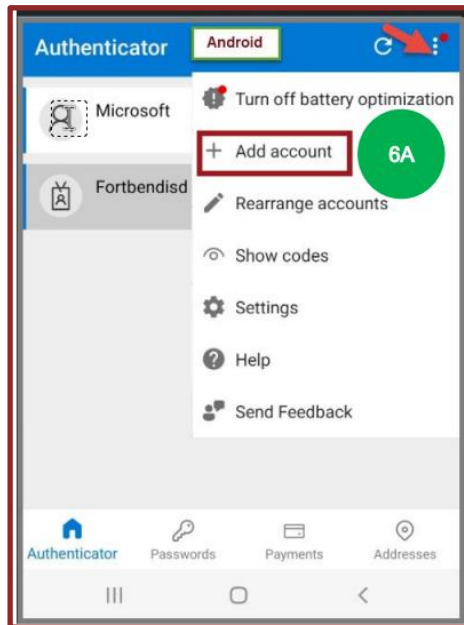 Authenticator
Android
Microsoft
Fortbendisd
Turn off battery optimization
Add account
6A
Rearrange accounts
Show codes
Settings
Help
Send Feedback
Authenticator
Passwords
Payments
Addresses